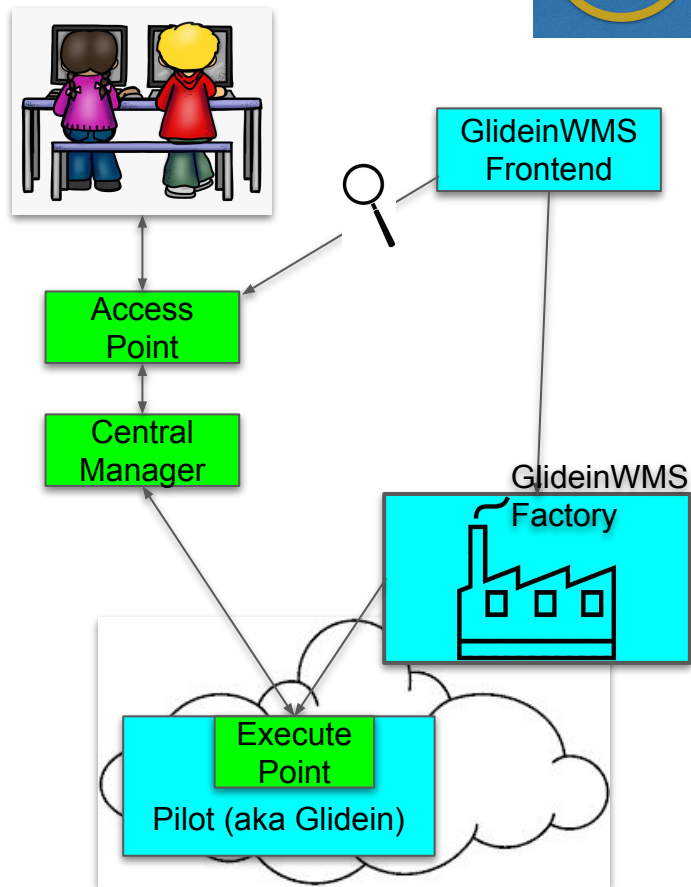 GlideinWMS
Frontend
Access
Point
Central
Manager
GlideinWMS
Factory
Execute
Point
Pilot (aka Glidein)